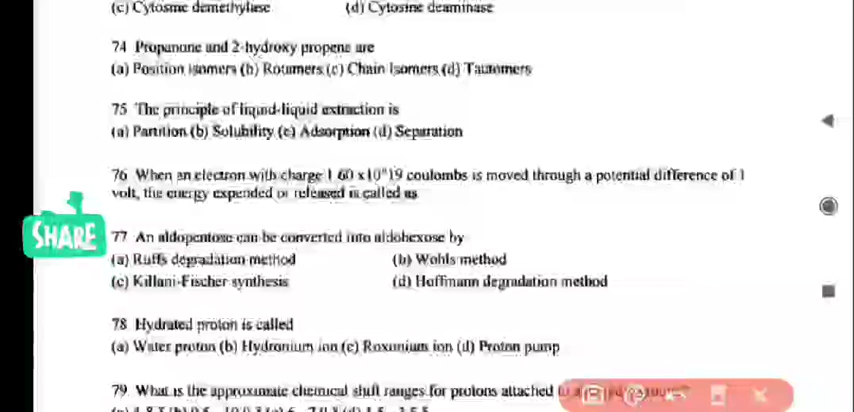 (c) Cytosine demethylase (d) Cytosine deaminase
74 Propanone and 2-hydroxy propene are
(a) Position isomers (b) Rotamers (c) Chain Isomers (d) Tautomers
75 The principle of liquid-liquid extraction is
(a) Partition (b) Solubility (c) Adsorption (d) Separation
76 When an electron with charge 1 60 x10"19 coulombs is moved through a potential difference of 1
volt, the energy expended or released is called as
SHARE
77 An aldopentose can be converted into aldohexose by
(a) Ruffs degradation method (b) Wohls method
(c) Killani-Fischer synthesis (d) Hoffmann degradation method
78 Hydrated proton is called
(a) Water proton (b) Hydronium ion (c) Roxonium ion (d) Proton pump
79 What is the approximate chemical shift ranges for protons attached